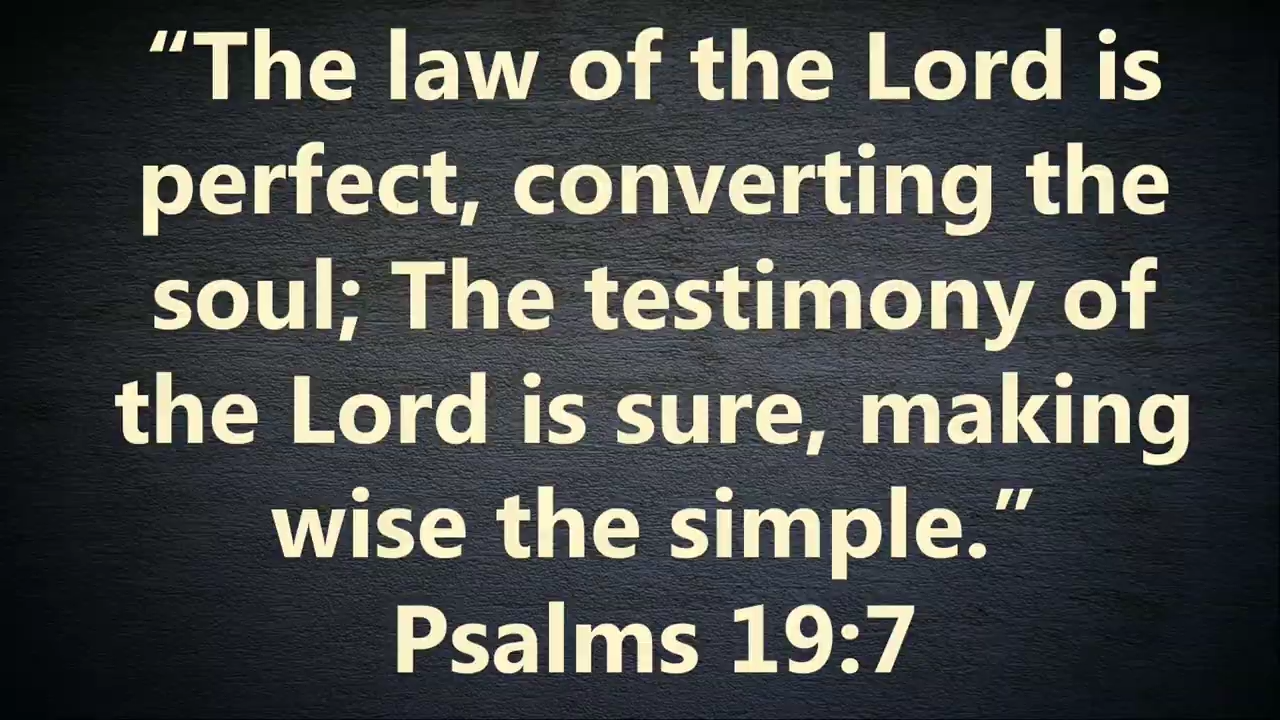 “The law of the Lord is
perfect, converting the
soul; The testimony of
the Lord is sure, making
wise the simple.”
Psalms 19:7